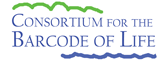 CONSORTIUM FOR THE
BARCODE OF LIFE